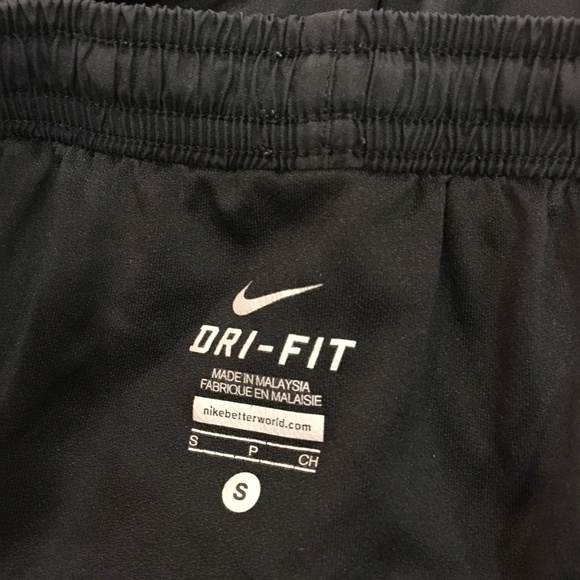 DRI-FIT
MADE IN MALAYSIA
FABRIQUE EN MALAISIE
nikebetterworld.com
S P CH
S